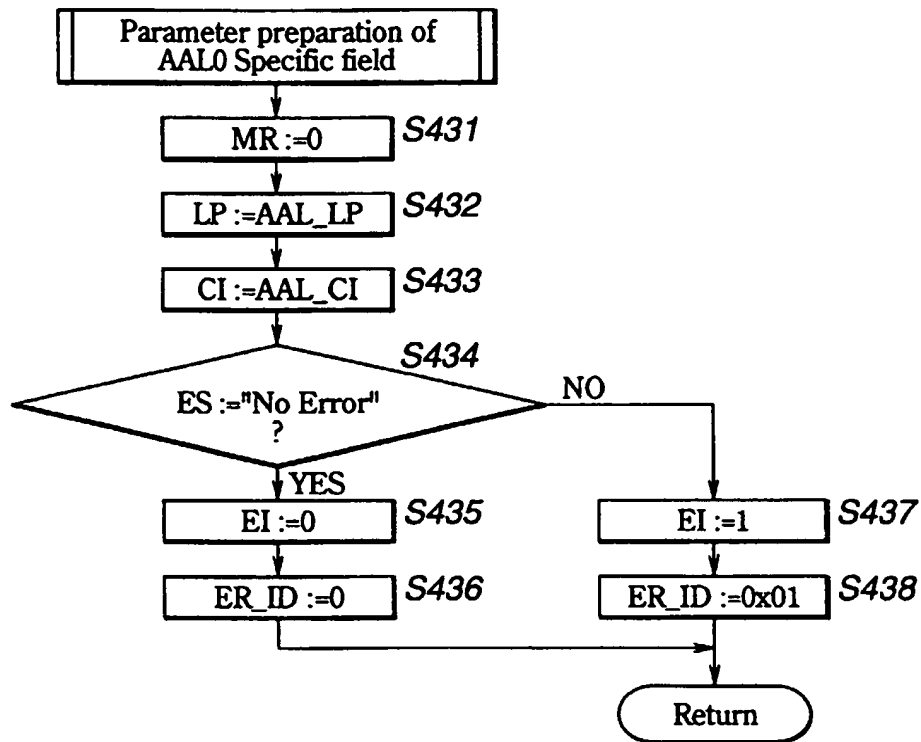 Parameter preparation of
AAL0 Specific field
MR :=0
S431
LP :=AAL_LP
S432
CI :=AAL_CI
S433
S434
ES :="No Error"
?
NO
YES
EI :=0
S435
EI :=1
S437
ER_ID :=0
S436
ER_ID :=0x01
S438
Return